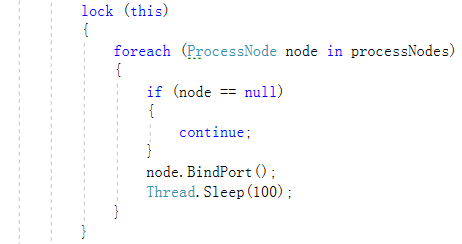 lock (this)
{
foreach (ProcessNode node in processNodes)
{
if (node == null)
{
continue;
}
node.BindPort();
Thread.Sleep(100);
}
}